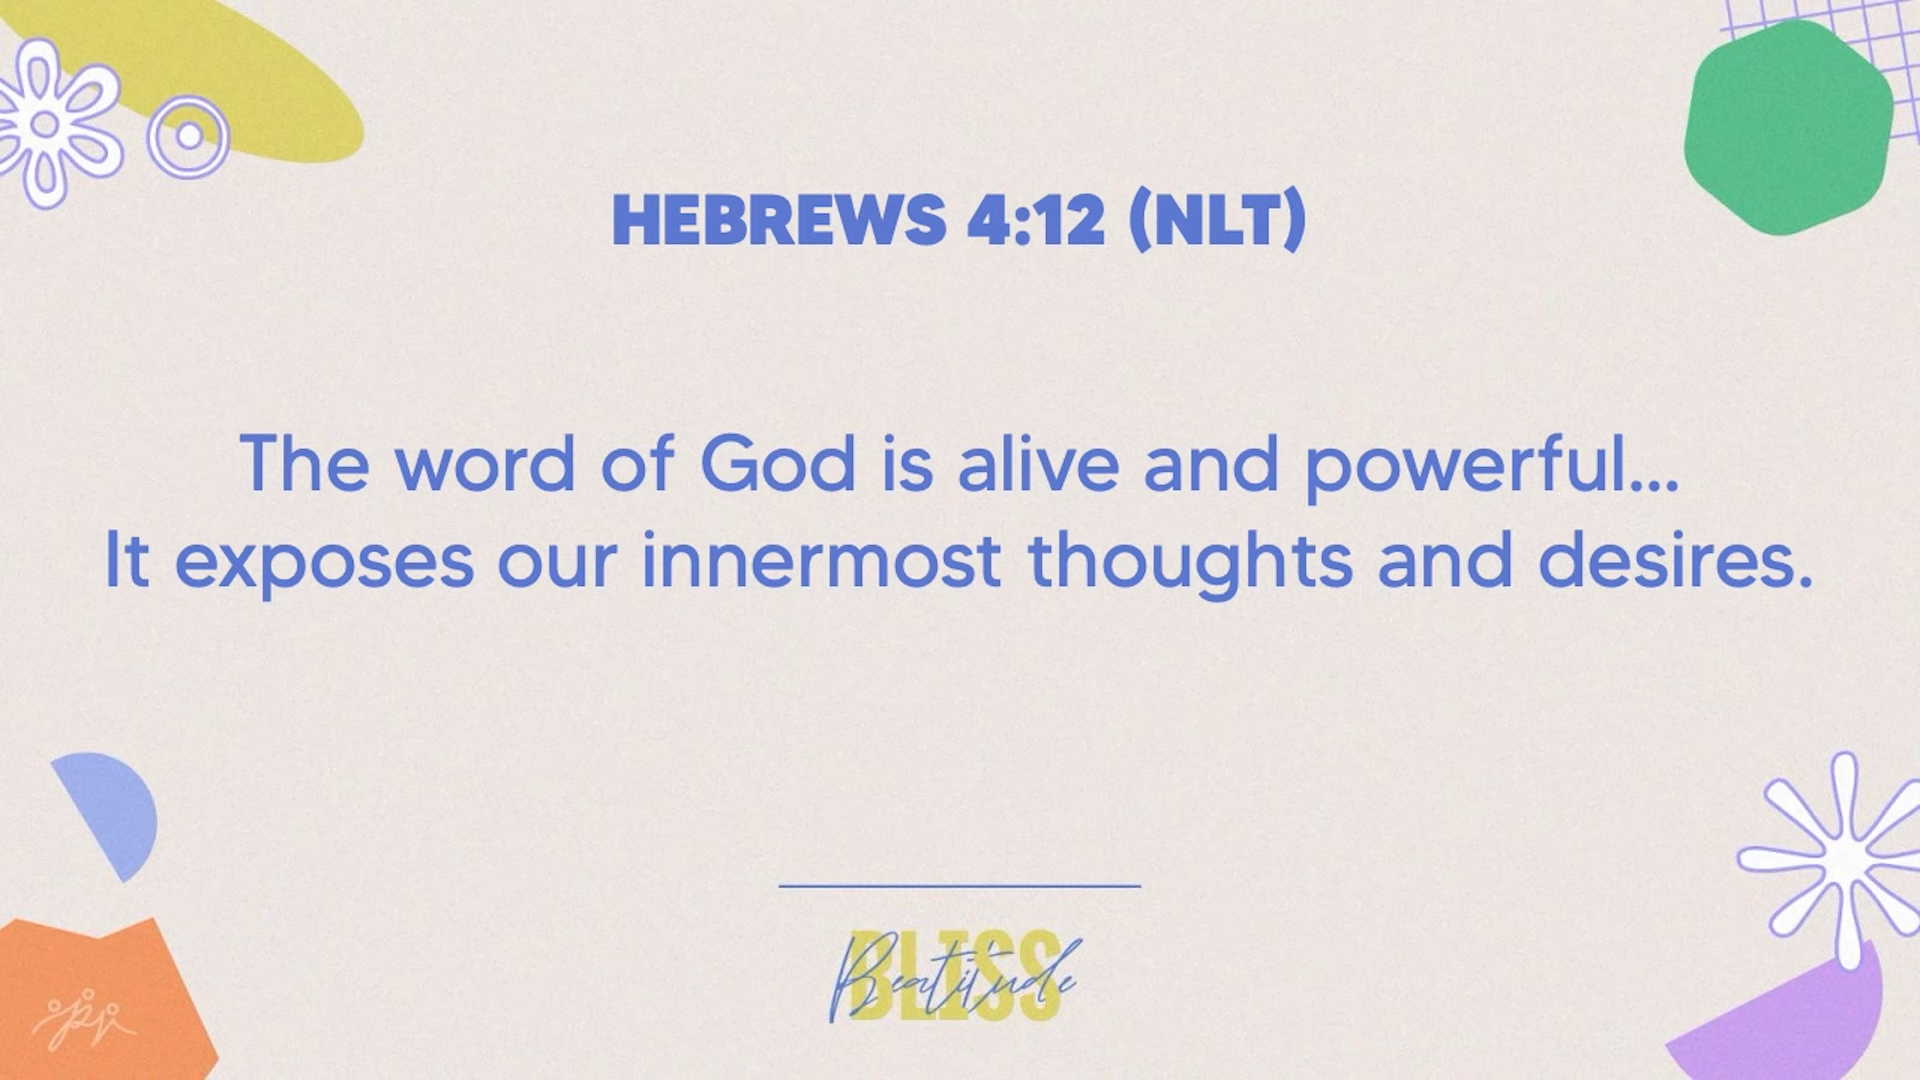 HEBREWS 4:12 (NLT)
The word of God is alive and powerful...
It exposes our innermost thoughts and desires.
BLISS
Beatitude